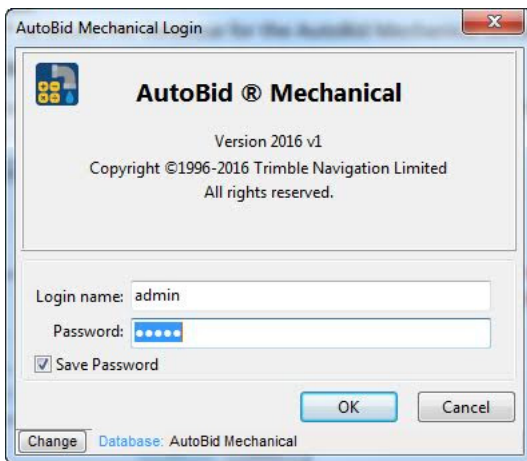 AutoBid Mechanical Login
AutoBid ® Mechanical
Version 2016 v1
Copyright ©1996-2016 Trimble Navigation Limited
All rights reserved.
Login name: admin
Password: •••••
Save Password
OK Cancel
Change Database: AutoBid Mechanical